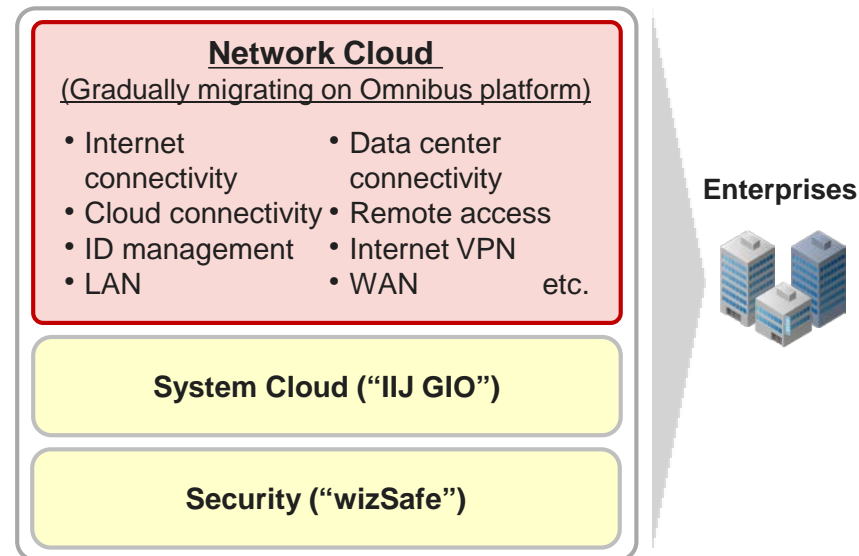 Network Cloud
(Gradually migrating on Omnibus platform)
• Internet
connectivity
• Cloud connectivity
• ID management
• LAN
• Data center
connectivity
• Remote access
• Internet VPN
• WAN etc.
Enterprises
System Cloud (“IIJ GIO”)
Security (“wizSafe”)